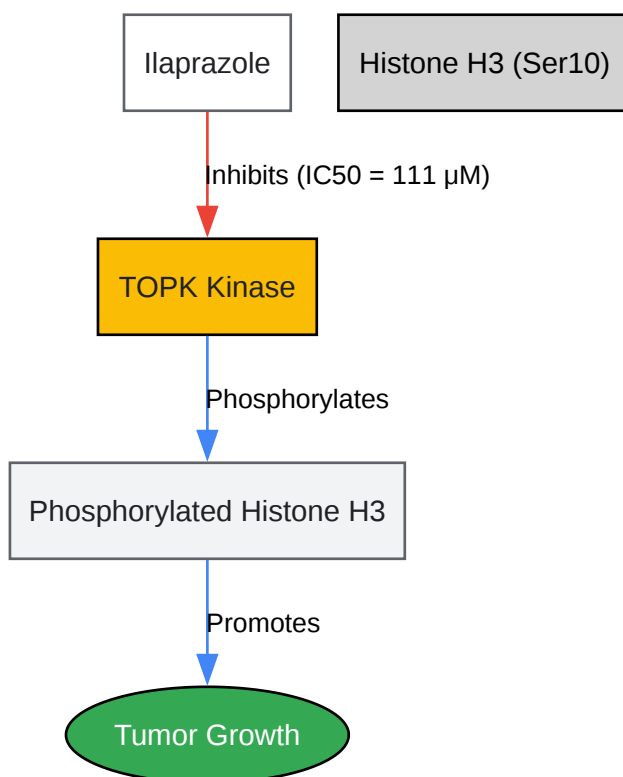 Ilaprazole
Histone H3 (Ser10)
Inhibits (IC50 = 111 μM)
TOPK Kinase
Phosphorylates
Phosphorylated Histone H3
Promotes
Tumor Growth